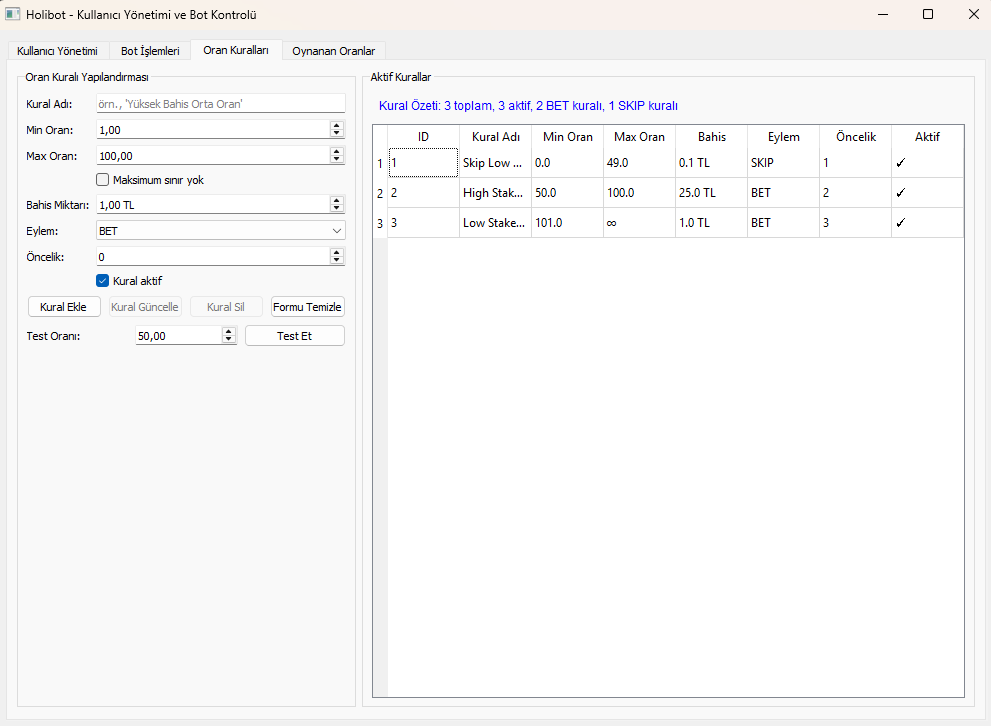 Holibot - Kullanıcı Yönetimi ve Bot Kontrolü
Kullanıcı Yönetimi Bot İşlemleri Oran Kuralları Oynanan Oranlar
Oran Kuralı Yapılandırması
Kural Adı: örn., 'Yüksek Bahis Orta Oran'
Min Oran: 1,00
Max Oran: 100,00
Maksimum sınır yok
Bahis Miktarı: 1,00 TL
Eylem: BET
Öncelik: 0
Kural aktif
Kural Ekle Kural Güncelle Kural Sil Formu Temizle
Test Oranı: 50,00 Test Et
Aktif Kurallar
Kural Özeti: 3 toplam, 3 aktif, 2 BET kuralı, 1 SKIP kuralı
ID Kural Adı Min Oran Max Oran Bahis Eylem Öncelik Aktif
1 1 Skip Low ... 0.0 49.0 0.1 TL SKIP 1 ✓
2 2 High Stak... 50.0 100.0 25.0 TL BET 2 ✓
3 3 Low Stake... 101.0 ∞ 1.0 TL BET 3 ✓